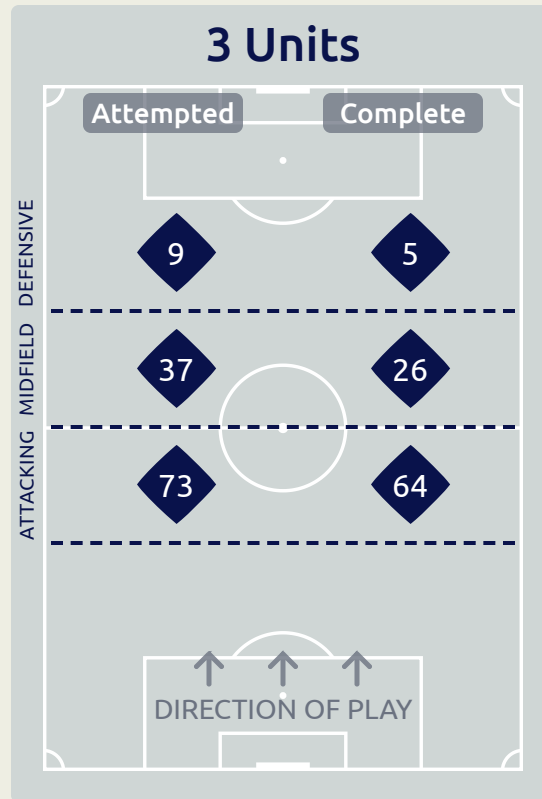 3 Units
Attempted Complete
DEFENSIVE
9 5
MIDFIELD
37 26
ATTACKING
73 64
DIRECTION OF PLAY